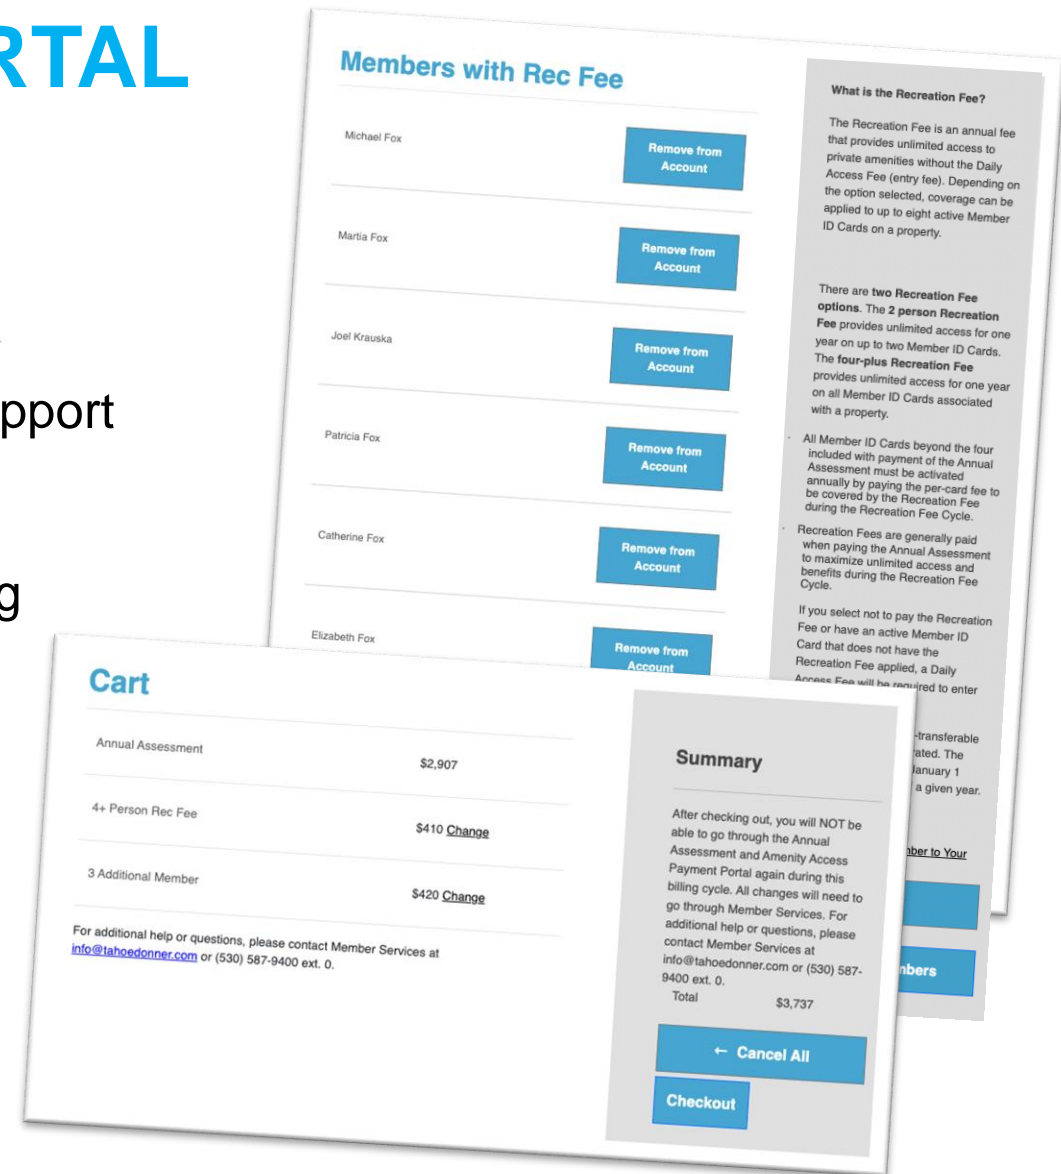 RTAL
pport
g
Members with Rec Fee
Michael Fox
Remove from
Account
Martia Fox
Remove from
Account
Joel Krauska
Remove from
Account
Patricia Fox
Remove from
Account
Catherine Fox
Remove from
Account
Elizabeth Fox
Remove from
Account
What is the Recreation Fee?
The Recreation Fee is an annual fee
that provides unlimited access to
private amenities without the Daily
Access Fee (entry fee). Depending on
the option selected, coverage can be
applied to up to eight active Member
ID Cards on a property.
There are two Recreation Fee
options. The 2 person Recreation
Fee provides unlimited access for one
year on up to two Member ID Cards.
The four-plus Recreation Fee
provides unlimited access for one year
on all Member ID Cards associated
with a property.
· All Member ID Cards beyond the four
included with payment of the Annual
Assessment must be activated
annually by paying the per-card fee to
be covered by the Recreation Fee
during the Recreation Fee Cycle.
· Recreation Fees are generally paid
when paying the Annual Assessment
to maximize unlimited access and
benefits during the Recreation Fee
Cycle.
If you select not to pay the Recreation
Fee or have an active Member ID
Card that does not have the
Recreation Fee applied, a Daily
Access Fee will be required to enter
-transferable
rated. The
January 1
a given year.
nber to Your
nbers
Cart
Annual Assessment $2,907
4+ Person Rec Fee $410 Change
3 Additional Member $420 Change
For additional help or questions, please contact Member Services at
info@tahoedonner.com or (530) 587-9400 ext. 0.
Summary
After checking out, you will NOT be
able to go through the Annual
Assessment and Amenity Access
Payment Portal again during this
billing cycle. All changes will need to
go through Member Services. For
additional help or questions, please
contact Member Services at
info@tahoedonner.com or (530) 587-
9400 ext. 0.
Total $3,737
← Cancel All
Checkout